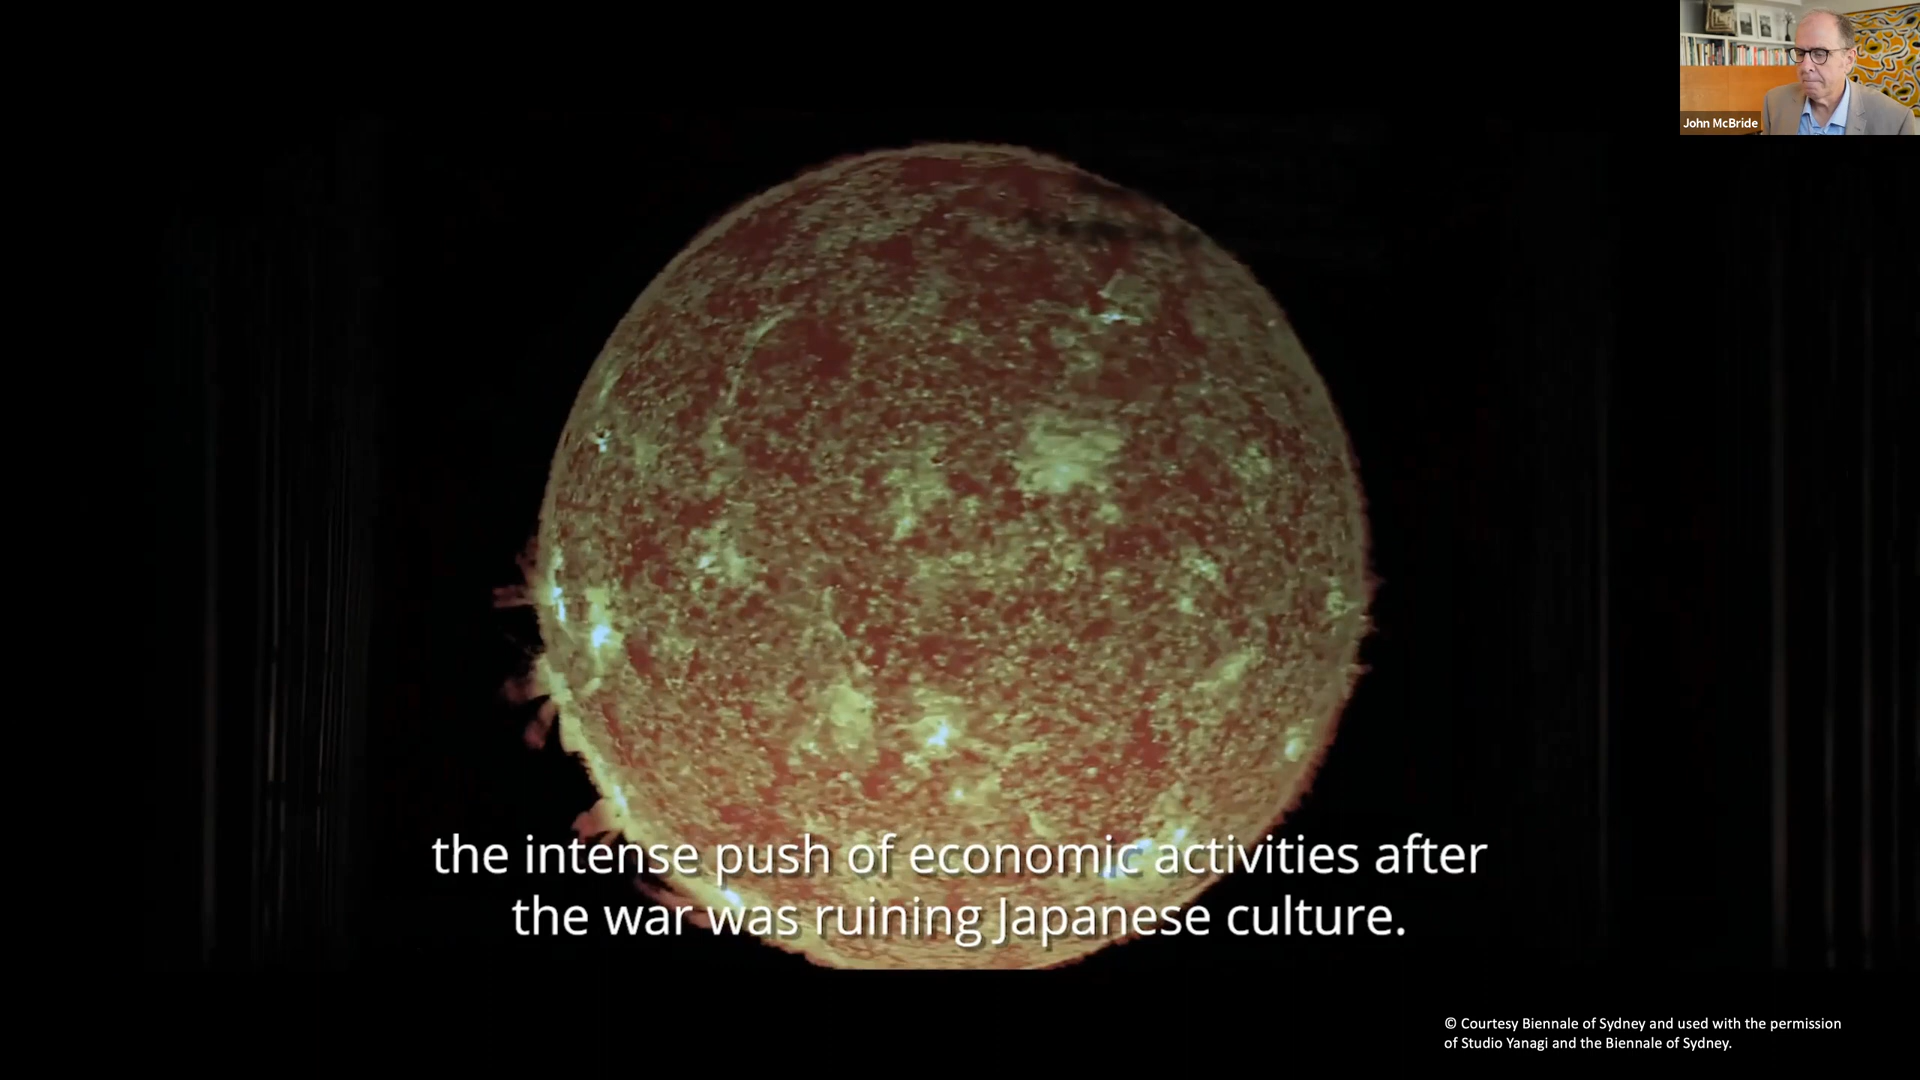 John McBride
the intense push of economic activities after
the war was ruining Japanese culture.
© Courtesy Biennale of Sydney and used with the permission
of Studio Yanagi and the Biennale of Sydney.